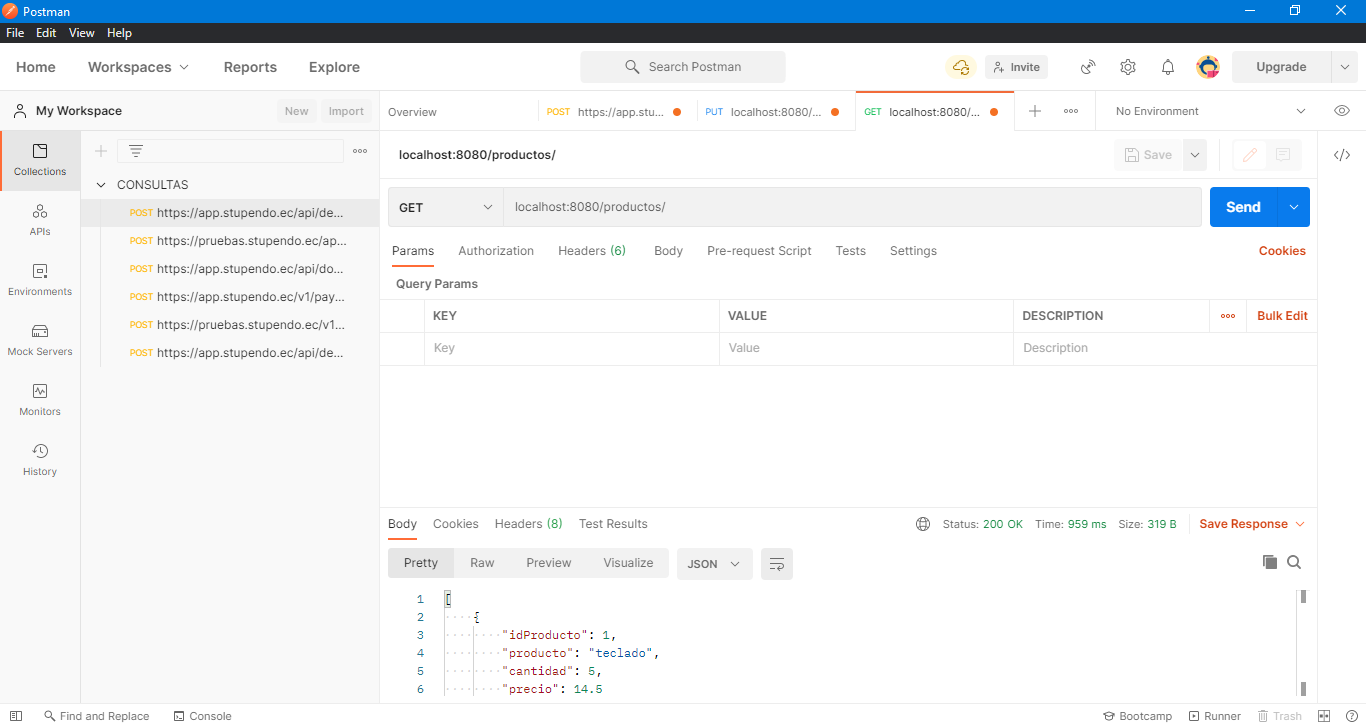 Postman
File Edit View Help
Home Workspaces Reports Explore Search Postman Invite Upgrade
My Workspace New Import
Overview POST https://app.stu... PUT localhost:8080/... GET localhost:8080/... No Environment
Collections
APIs
Environments
Mock Servers
Monitors
History
CONSULTAS
POST https://app.stupendo.ec/api/de...
POST https://pruebas.stupendo.ec/ap...
POST https://app.stupendo.ec/api/do...
POST https://app.stupendo.ec/v1/pay...
POST https://pruebas.stupendo.ec/v1...
POST https://app.stupendo.ec/api/de...
localhost:8080/productos/ Save
GET localhost:8080/productos/ Send
Params Authorization Headers (6) Body Pre-request Script Tests Settings Cookies
Query Params
KEY VALUE DESCRIPTION Bulk Edit
Key Value Description
Body Cookies Headers (8) Test Results Status: 200 OK Time: 959 ms Size: 319 B Save Response
Pretty Raw Preview Visualize JSON
1 [
2 {
3 "idProducto": 1,
4 "producto": "teclado",
5 "cantidad": 5,
6 "precio": 14.5
Find and Replace Console Bootcamp Runner Trash